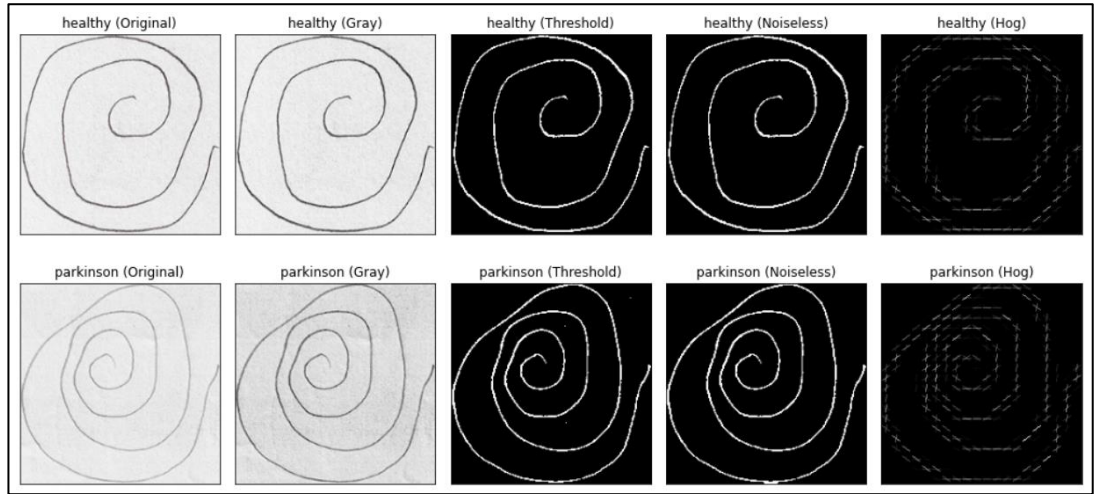 healthy (Original) healthy (Gray) healthy (Threshold) healthy (Noiseless) healthy (Hog)
parkinson (Original) parkinson (Gray) parkinson (Threshold) parkinson (Noiseless) parkinson (Hog)